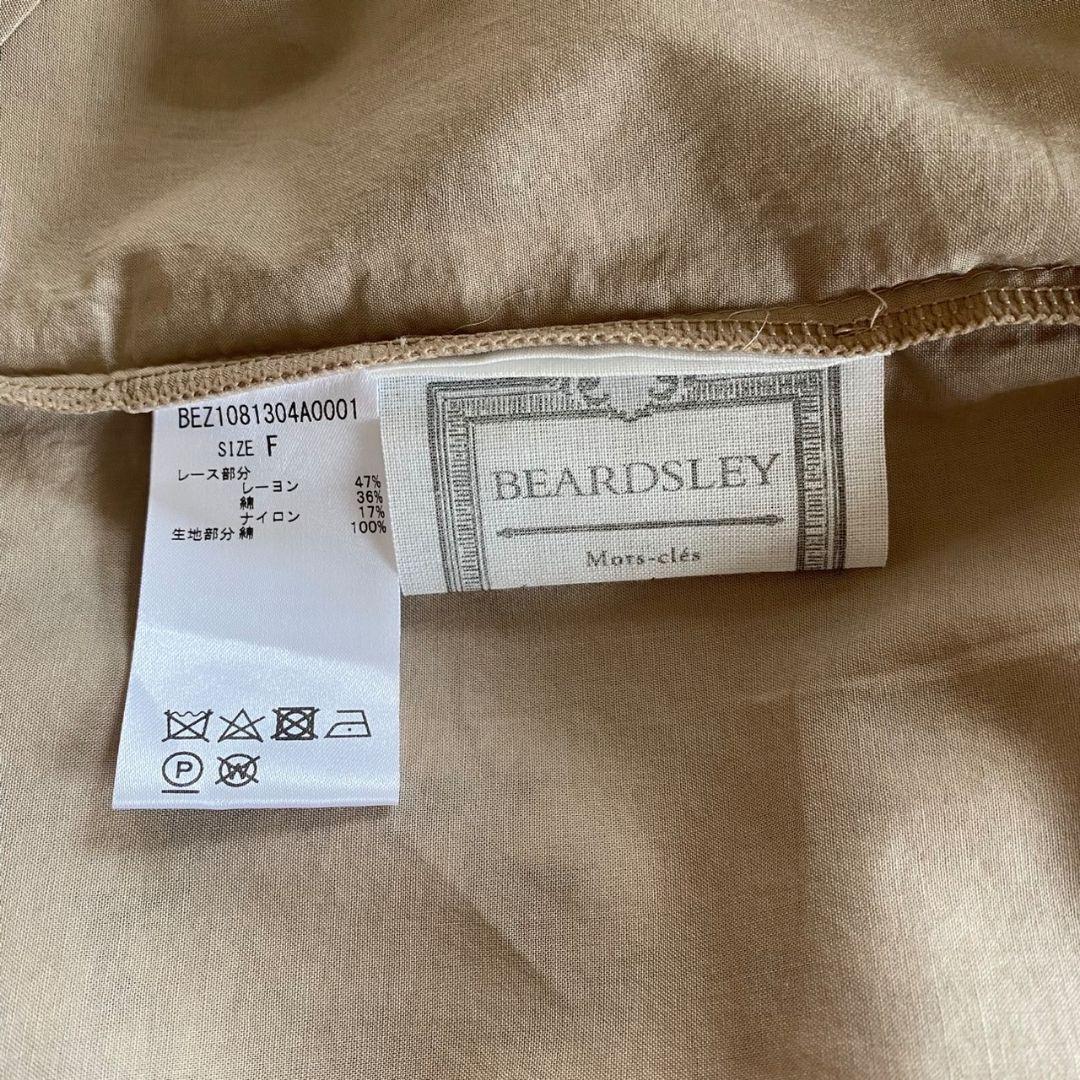 BEZ1081304A0001
SIZE F
レース部分
レーヨン 47%
綿 36%
ナイロン 17%
生地部分 綿 100%
P
W
BEARDSLEY
Mors-clés